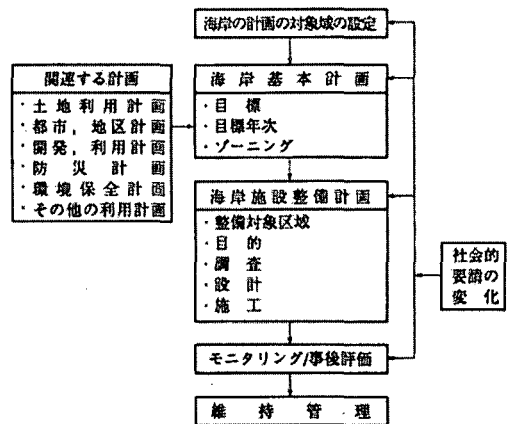 海岸の計画の対象域の設定
関連する計画
・土地利用計画
・都市，地区計画
・開発，利用計画
・防災計画
・環境保全計画
・その他の利用計画
海岸基本計画
・目標
・目標年次
・ゾーニング
海岸施設整備計画
・整備対象区域
・目的
・調査
・設計
・施工
社会的
要請の
変化
モニタリング/事後評価
維持管理